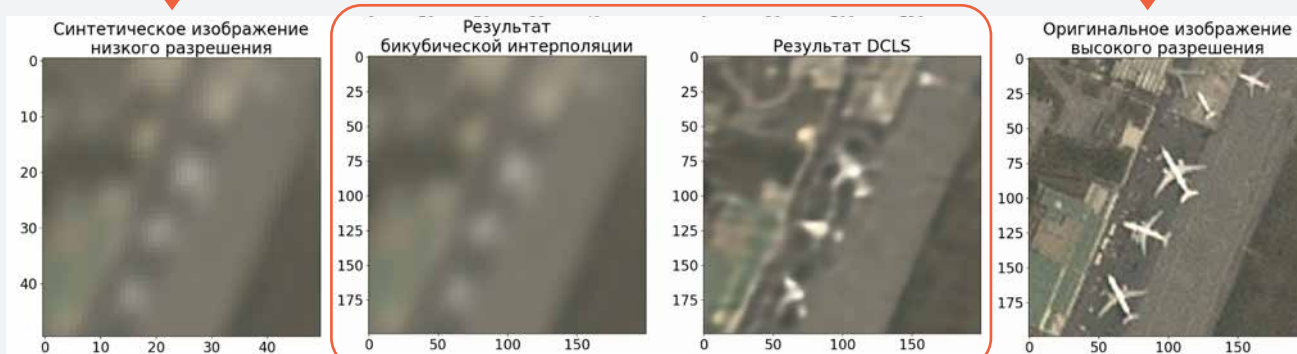 Синтетическое изображение
низкого разрешения
0
10
20
30
40
0 10 20 30 40
Результат
бикубической интерполяции
0
25
50
75
100
125
150
175
0 50 100 150
Результат DCLS
0
25
50
75
100
125
150
175
0 50 100 150
Оригинальное изображение
высокого разрешения
0
25
50
75
100
125
150
175
0 50 100 150